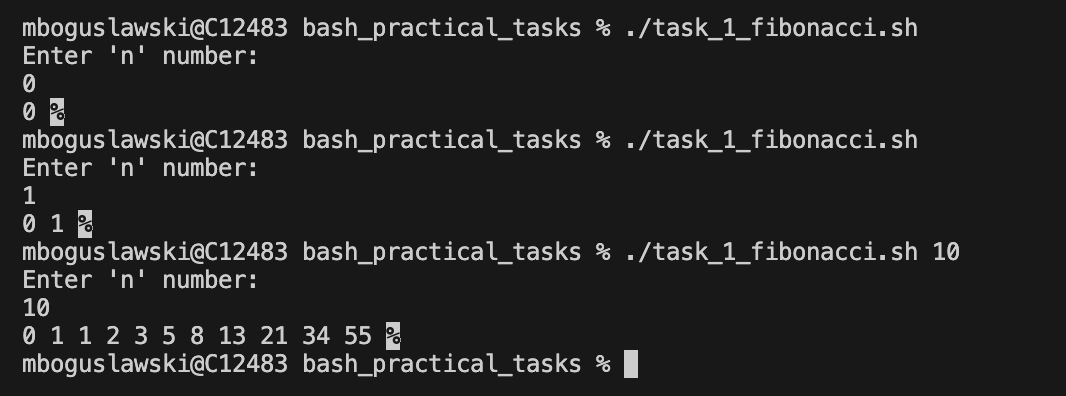 mboguslawski@C12483 bash_practical_tasks % ./task_1_fibonacci.sh
Enter 'n' number:
0
0 %
mboguslawski@C12483 bash_practical_tasks % ./task_1_fibonacci.sh
Enter 'n' number:
1
0 1 %
mboguslawski@C12483 bash_practical_tasks % ./task_1_fibonacci.sh 10
Enter 'n' number:
10
0 1 1 2 3 5 8 13 21 34 55 %
mboguslawski@C12483 bash_practical_tasks %